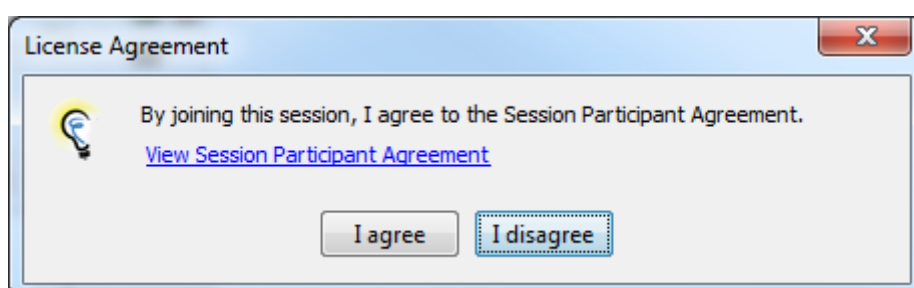 License Agreement
By joining this session, I agree to the Session Participant Agreement.
View Session Participant Agreement
I agree I disagree